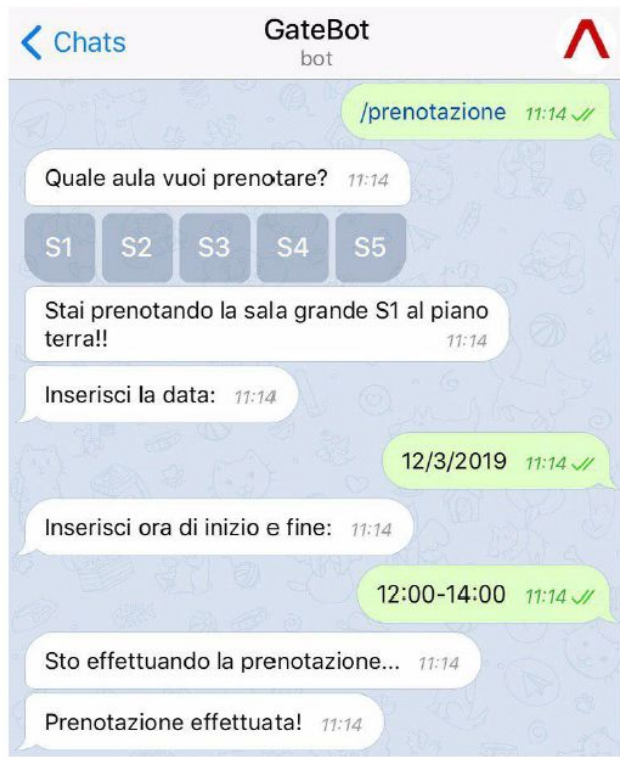 Chats
GateBot
bot
/prenotazione 11:14
Quale aula vuoi prenotare? 11:14
S1 S2 S3 S4 S5
Stai prenotando la sala grande S1 al piano
terra!! 11:14
Inserisci la data: 11:14
12/3/2019 11:14
Inserisci ora di inizio e fine: 11:14
12:00-14:00 11:14
Sto effettuando la prenotazione... 11:14
Prenotazione effettuata! 11:14